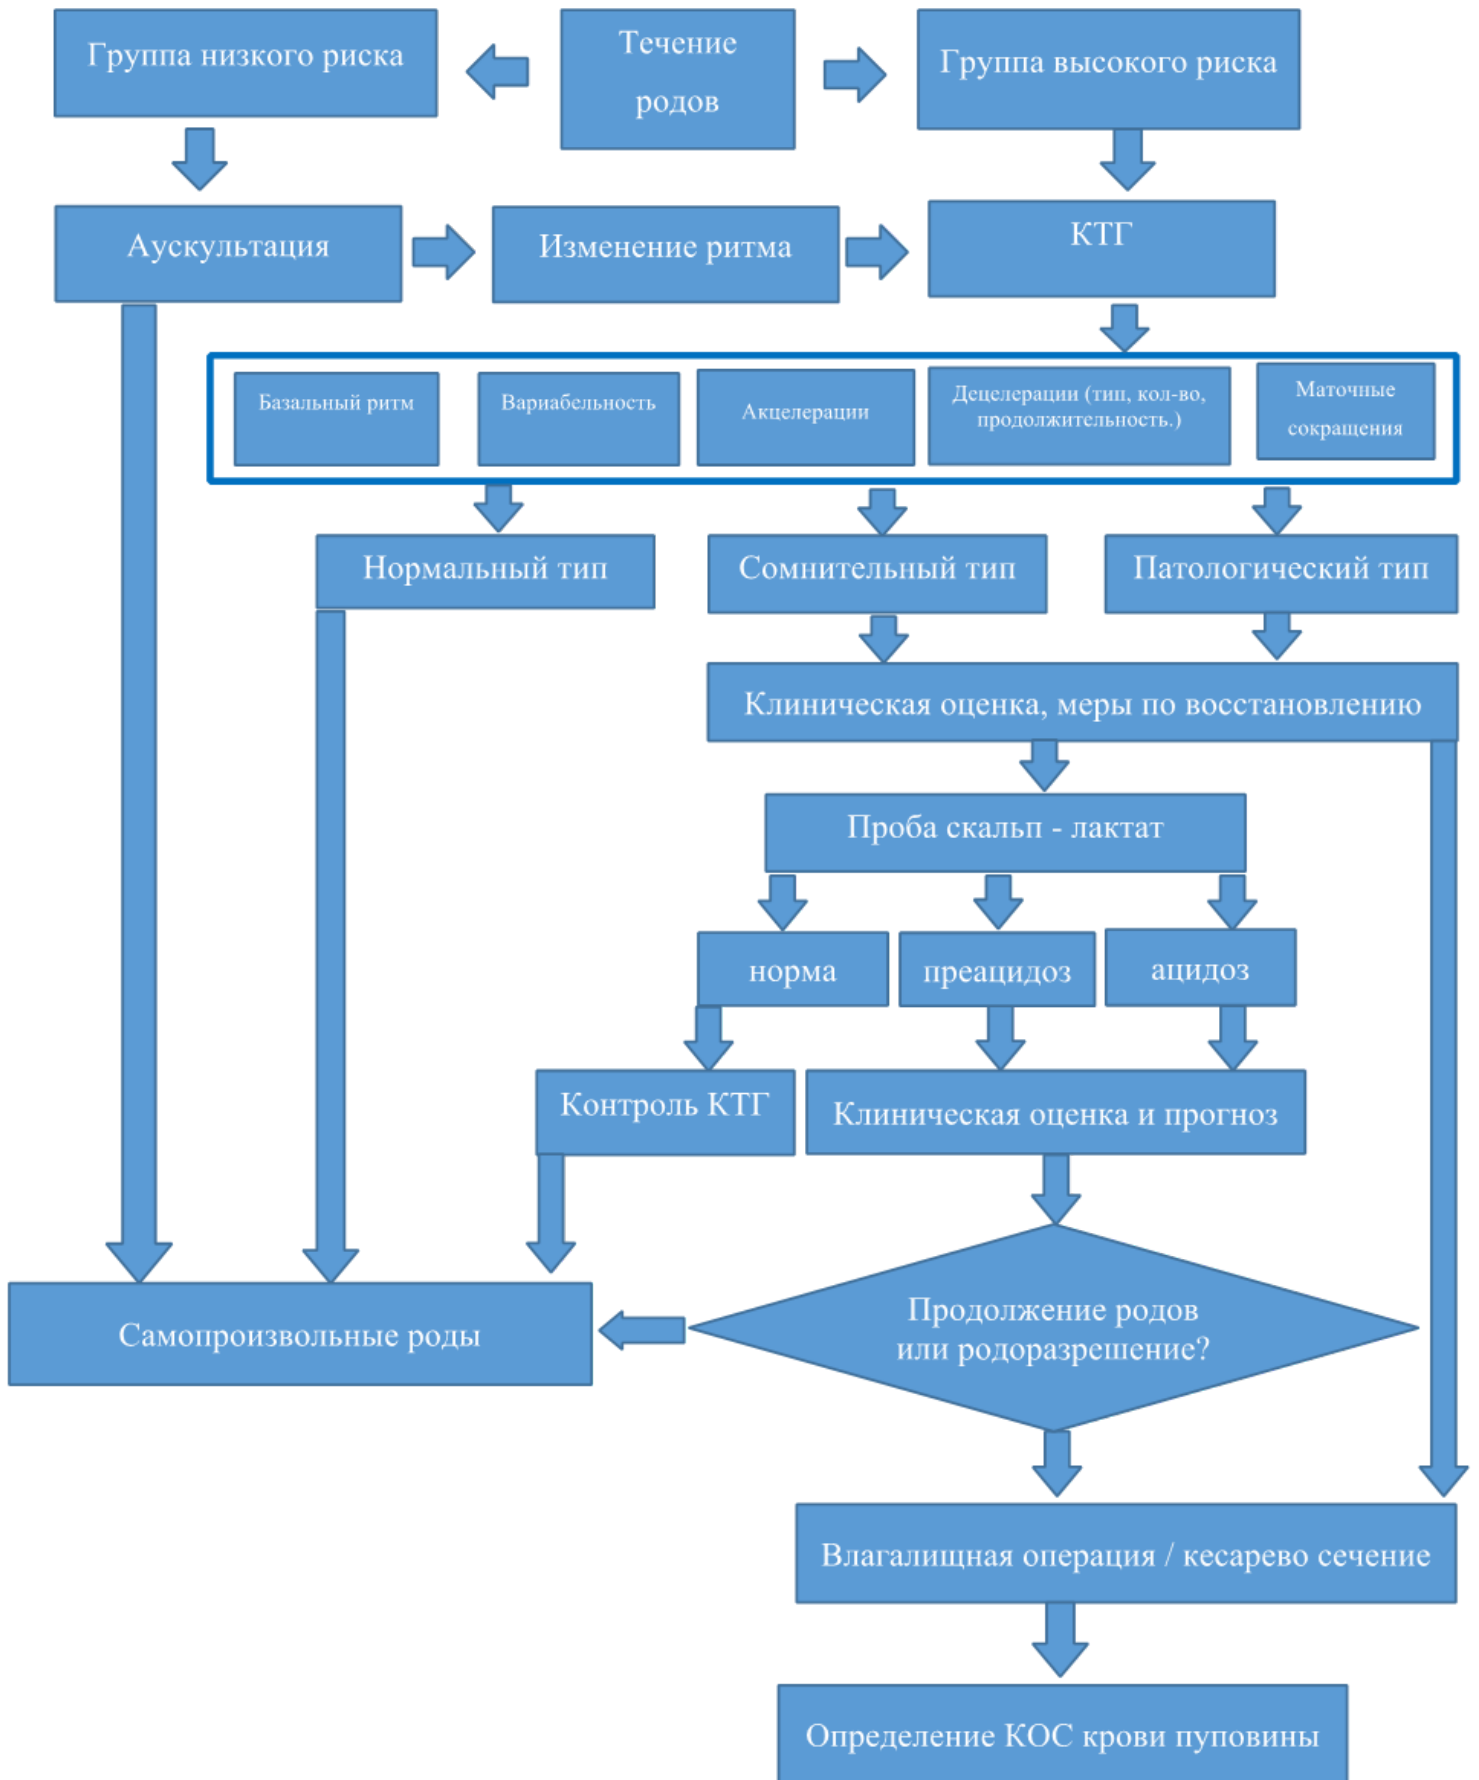 Группа низкого риска
Течение
родов
Группа высокого риска
Аускультация
Изменение ритма
КТГ
Базальный ритм
Вариабельность
Акцелерации
Децелерации (тип, кол-во,
продолжительность.)
Маточные
сокращения
Нормальный тип
Сомнительный тип
Патологический тип
Клиническая оценка, меры по восстановлению
Проба скальп - лактат
норма
преацидоз
ацидоз
Контроль КТГ
Клиническая оценка и прогноз
Продолжение родов
или родоразрешение?
Самопроизвольные роды
Влагалищная операция / кесарево сечение
Определение КОС крови пуповины